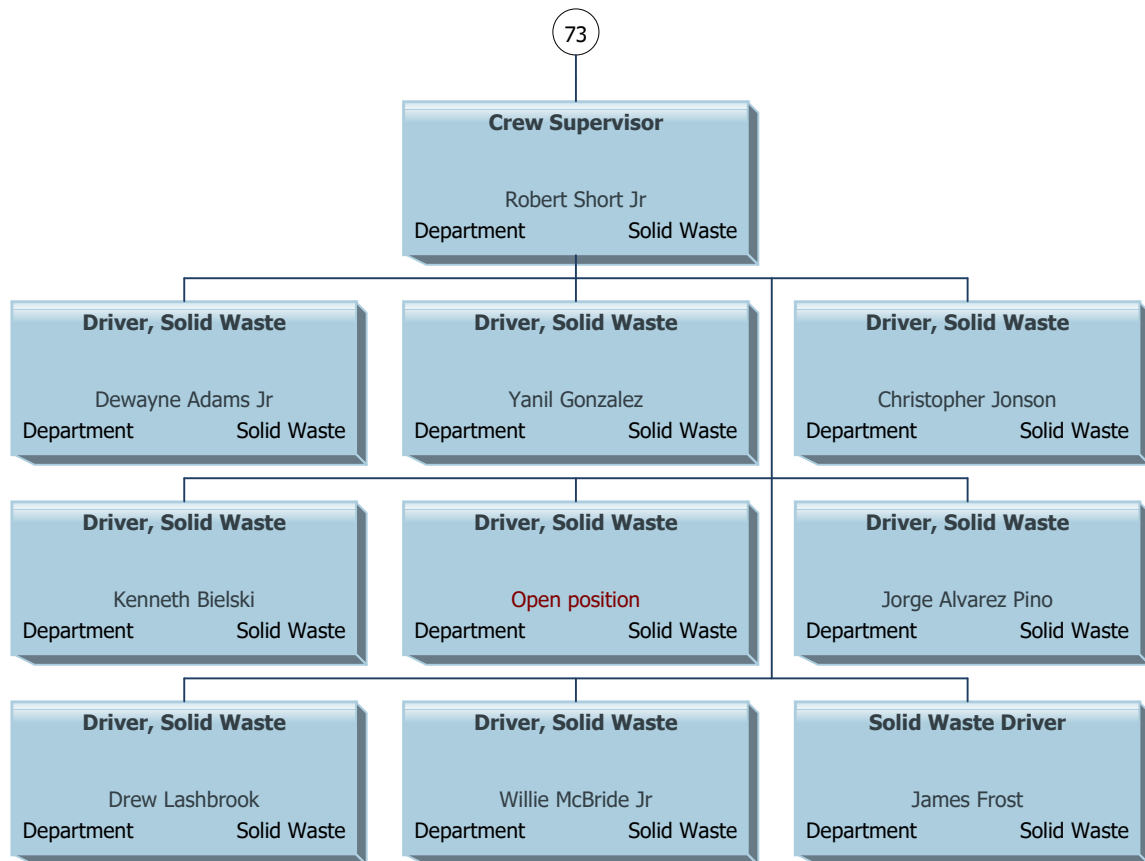 73
Crew Supervisor
Robert Short Jr
Department Solid Waste
Driver, Solid Waste
Dewayne Adams Jr
Department Solid Waste
Driver, Solid Waste
Yanil Gonzalez
Department Solid Waste
Driver, Solid Waste
Christopher Jonson
Department Solid Waste
Driver, Solid Waste
Kenneth Bielski
Department Solid Waste
Driver, Solid Waste
Open position
Department Solid Waste
Driver, Solid Waste
Jorge Alvarez Pino
Department Solid Waste
Driver, Solid Waste
Drew Lashbrook
Department Solid Waste
Driver, Solid Waste
Willie McBride Jr
Department Solid Waste
Solid Waste Driver
James Frost
Department Solid Waste